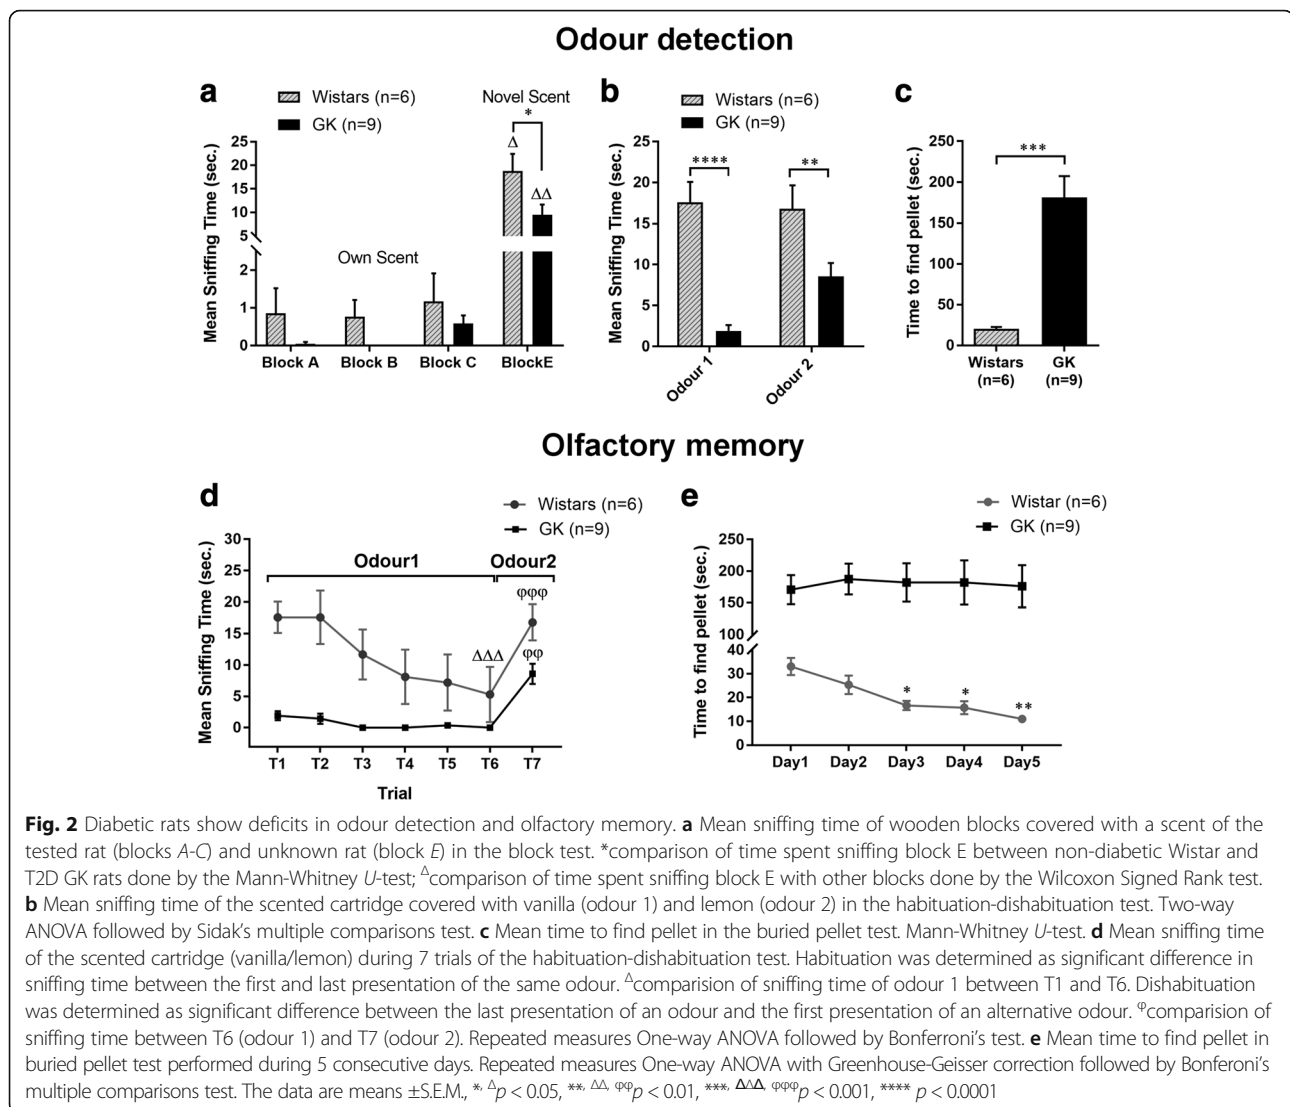 Odour detection
a
Wistars (n=6)
GK (n=9)
Novel Scent
*
Δ
ΔΔ
Own Scent
Mean Sniffing Time (sec.)
25
20
15
10
5
2
1
0
Block A Block B Block C BlockE
b
Wistars (n=6)
GK (n=9)
****
**
Mean Sniffing Time (sec.)
25
20
15
10
5
0
Odour 1 Odour 2
c
***
Time to find pellet (sec.)
250
200
150
100
50
0
Wistars GK
(n=6) (n=9)
Olfactory memory
d
Wistars (n=6)
GK (n=9)
Odour1 Odour2
φφφ
ΔΔΔ
φφ
Mean Sniffing Time (sec.)
30
25
20
15
10
5
0
T1 T2 T3 T4 T5 T6 T7
Trial
e
Wistar (n=6)
GK (n=9)
Time to find pellet (sec.)
250
200
150
100
40
30
20
10
0
* * **
Day1 Day2 Day3 Day4 Day5
Fig. 2 Diabetic rats show deficits in odour detection and olfactory memory. a Mean sniffing time of wooden blocks covered with a scent of the
tested rat (blocks A-C) and unknown rat (block E) in the block test. *comparison of time spent sniffing block E between non-diabetic Wistar and
T2D GK rats done by the Mann-Whitney U-test; Δcomparison of time spent sniffing block E with other blocks done by the Wilcoxon Signed Rank test.
b Mean sniffing time of the scented cartridge covered with vanilla (odour 1) and lemon (odour 2) in the habituation-dishabituation test. Two-way
ANOVA followed by Sidak's multiple comparisons test. c Mean time to find pellet in the buried pellet test. Mann-Whitney U-test. d Mean sniffing time
of the scented cartridge (vanilla/lemon) during 7 trials of the habituation-dishabituation test. Habituation was determined as significant difference in
sniffing time between the first and last presentation of the same odour. Δcomparision of sniffing time of odour 1 between T1 and T6. Dishabituation
was determined as significant difference between the last presentation of an odour and the first presentation of an alternative odour. φcomparision of
sniffing time between T6 (odour 1) and T7 (odour 2). Repeated measures One-way ANOVA followed by Bonferroni's test. e Mean time to find pellet in
buried pellet test performed during 5 consecutive days. Repeated measures One-way ANOVA with Greenhouse-Geisser correction followed by Bonferoni's
multiple comparisons test. The data are means ±S.E.M., *, Δp < 0.05, **, ΔΔ, φφp < 0.01, ***, ΔΔΔ, φφφp < 0.001, **** p < 0.0001